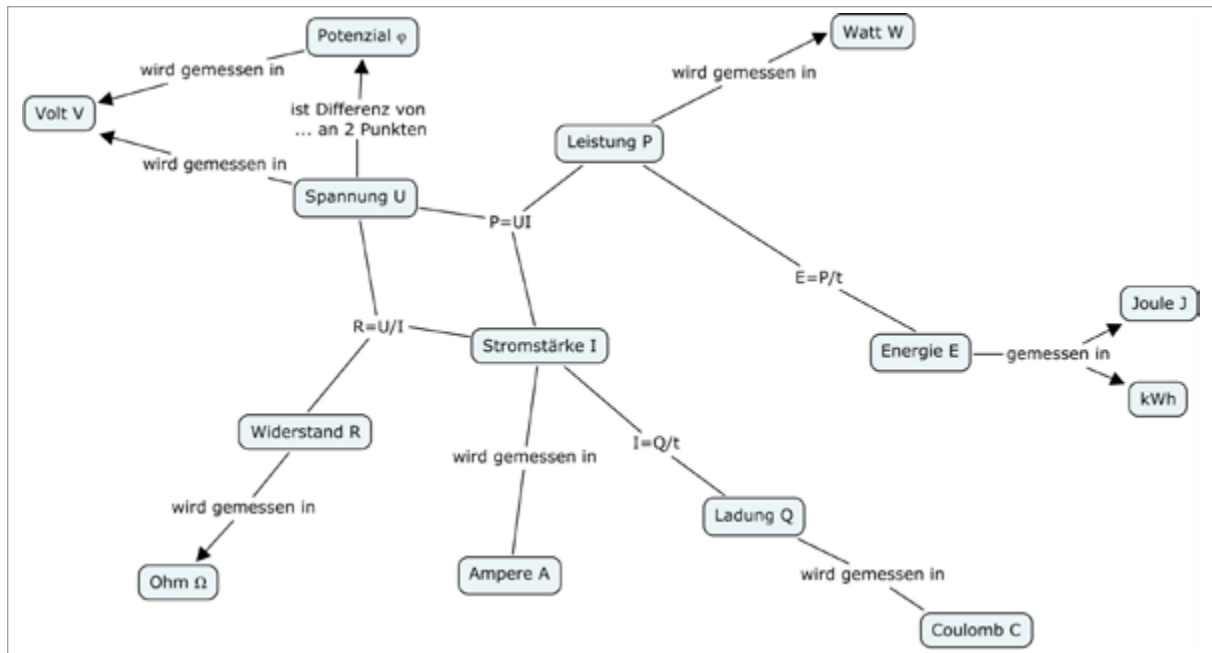 Potenzial φ
Watt W
wird gemessen in
wird gemessen in
Volt V
ist Differenz von
... an 2 Punkten
Leistung P
wird gemessen in
Spannung U
P=UI
E=P/t
Joule J
R=U/I
Stromstärke I
Energie E
gemessen in
kWh
Widerstand R
I=Q/t
wird gemessen in
wird gemessen in
Ladung Q
Ohm Ω
Ampere A
wird gemessen in
Coulomb C